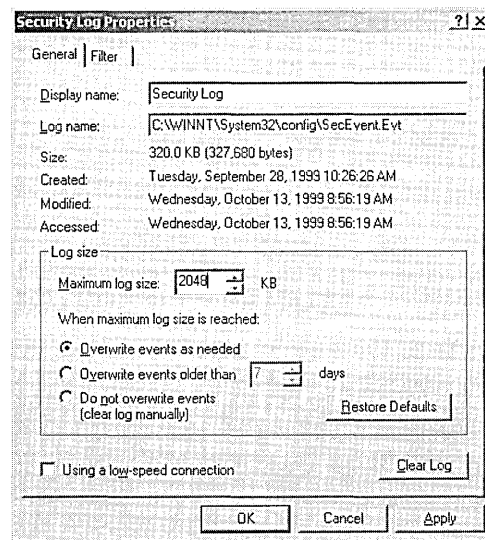 Security Log Properties ? x
General Filter
Display name: Security Log
Log name: C:\WINNT\System32\config\SecEvent.Evt
Size: 320.0 KB (327,680 bytes)
Created: Tuesday, September 28, 1999 10:26:26 AM
Modified: Wednesday, October 13, 1999 8:56:19 AM
Accessed: Wednesday, October 13, 1999 8:56:19 AM
Log size
Maximum log size: 2048 KB
When maximum log size is reached:
Overwrite events as needed
Overwrite events older than 7 days
Do not overwrite events
(clear log manually)
Restore Defaults
Using a low-speed connection
Clear Log
OK Cancel Apply